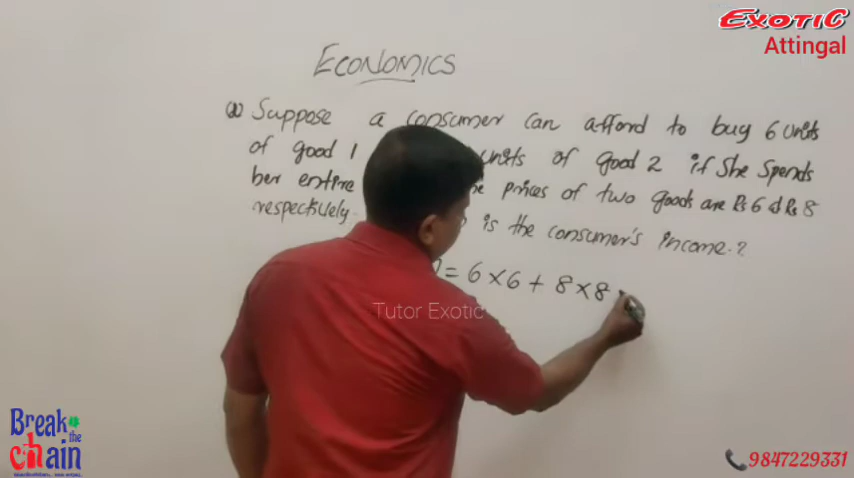 EXOTIC
Attingal
ECONOMICS
Suppose a consumer can afford to buy 6 units
of good 1 units of good 2 if She Spends
her entire prices of two goods are Rs 6 & Rs 8
respectively. is the consumer's income.?
= 6 × 6 + 8 × 8
Tutor Exotic
Break
the
chain
9847229331